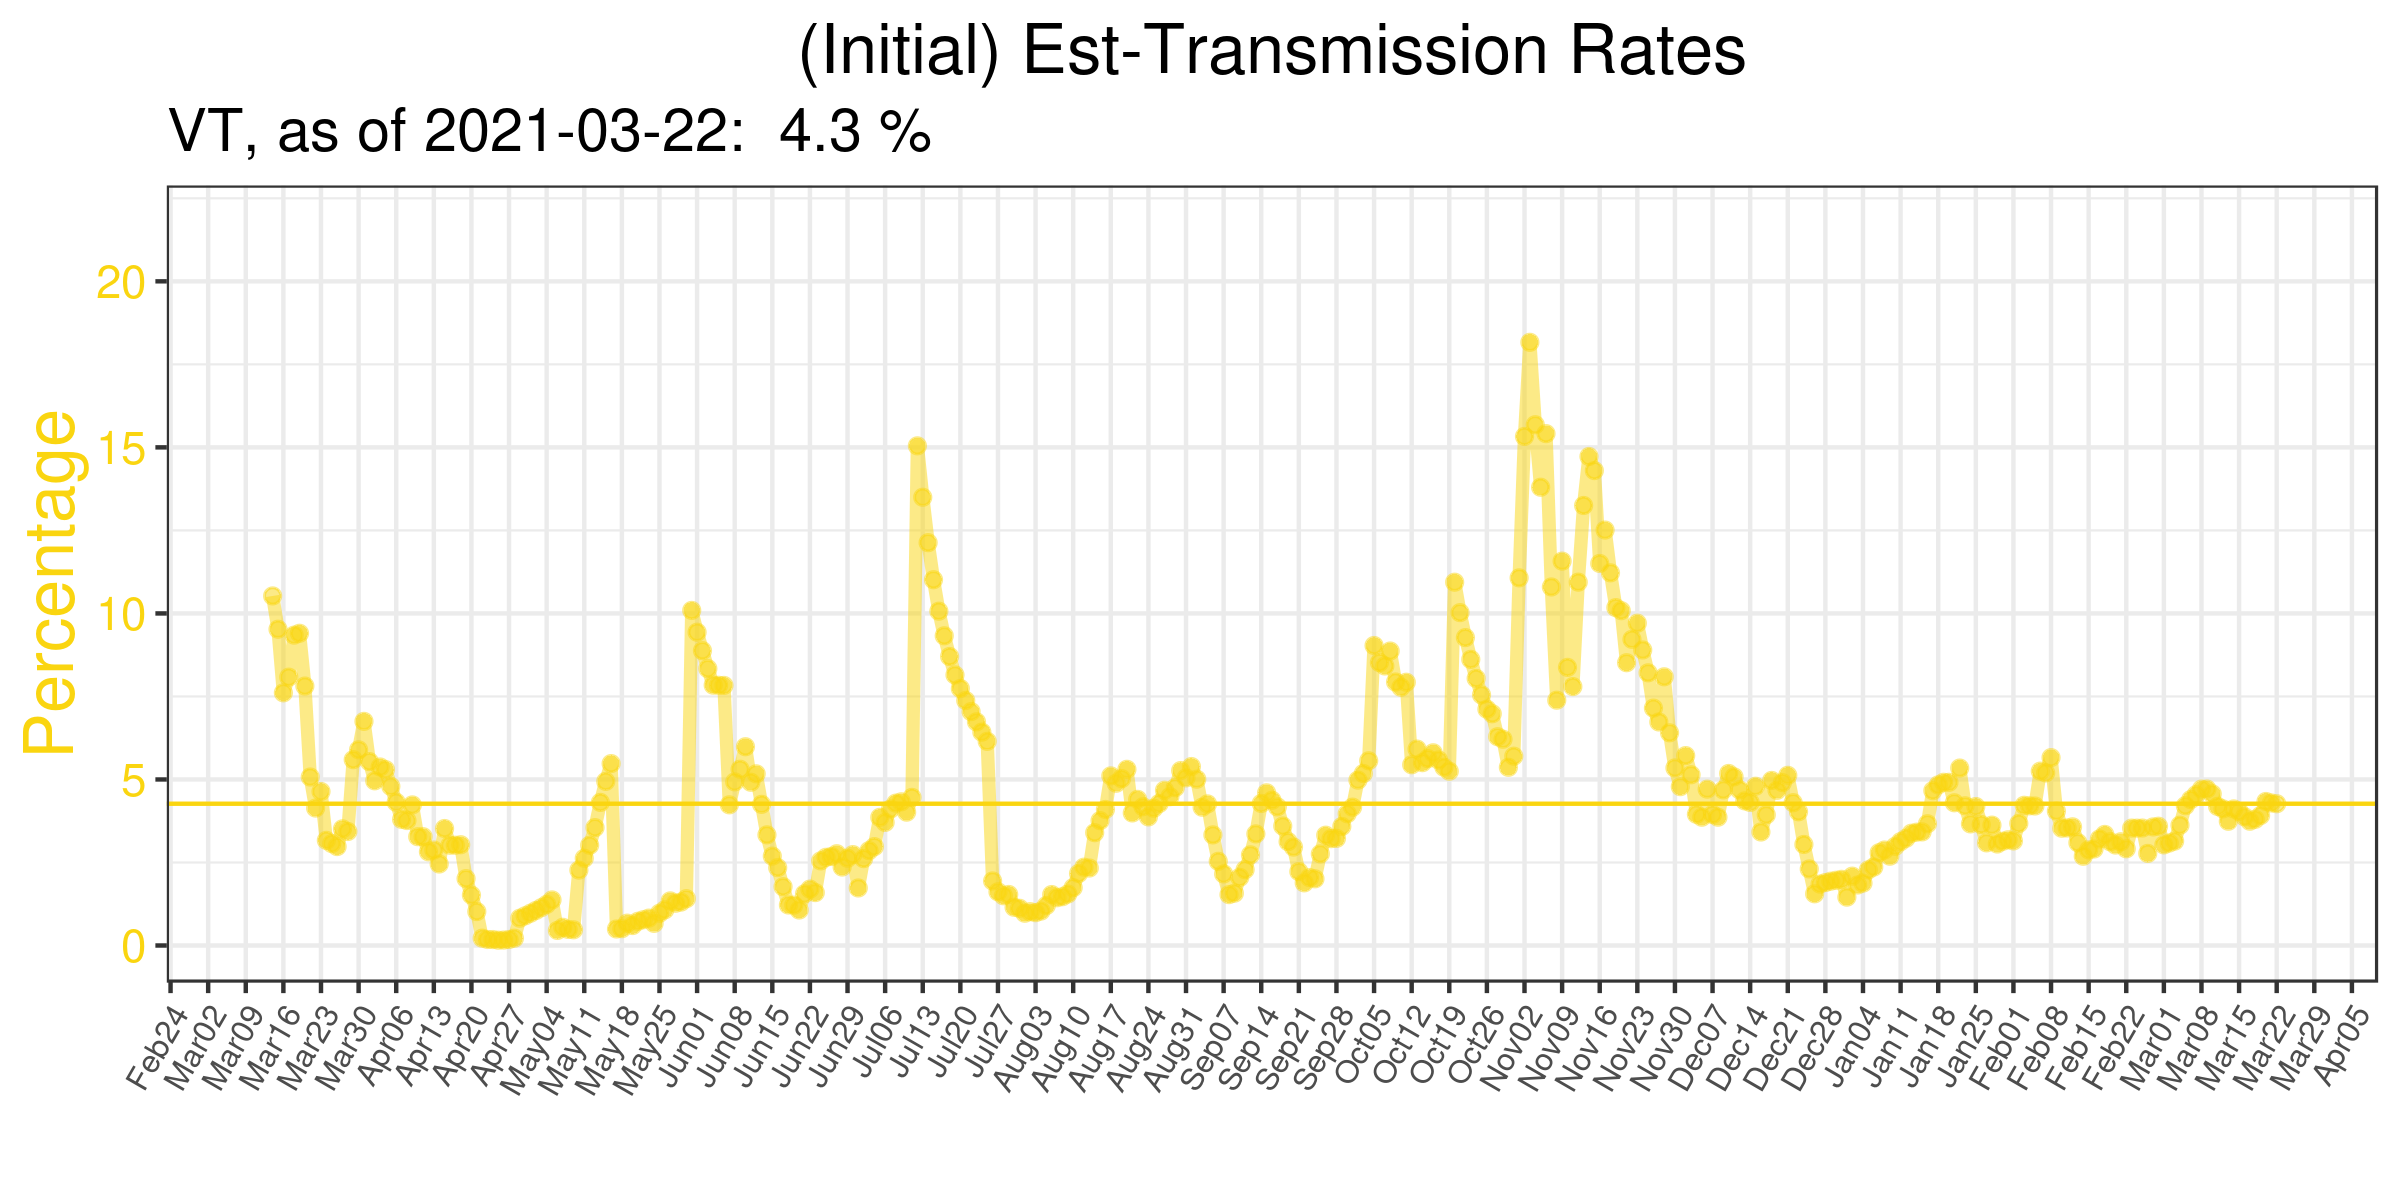 (Initial) Est-Transmission Rates
VT, as of 2021-03-22:  4.3 %
Percentage
20
15
10
5
0
Feb24
Mar02
Mar09
Mar16
Mar23
Mar30
Apr06
Apr13
Apr20
Apr27
May04
May11
May18
May25
Jun01
Jun08
Jun15
Jun22
Jun29
Jul06
Jul13
Jul20
Jul27
Aug03
Aug10
Aug17
Aug24
Aug31
Sep07
Sep14
Sep21
Sep28
Oct05
Oct12
Oct19
Oct26
Nov02
Nov09
Nov16
Nov23
Nov30
Dec07
Dec14
Dec21
Dec28
Jan04
Jan11
Jan18
Jan25
Feb01
Feb08
Feb15
Feb22
Mar01
Mar08
Mar15
Mar22
Mar29
Apr05